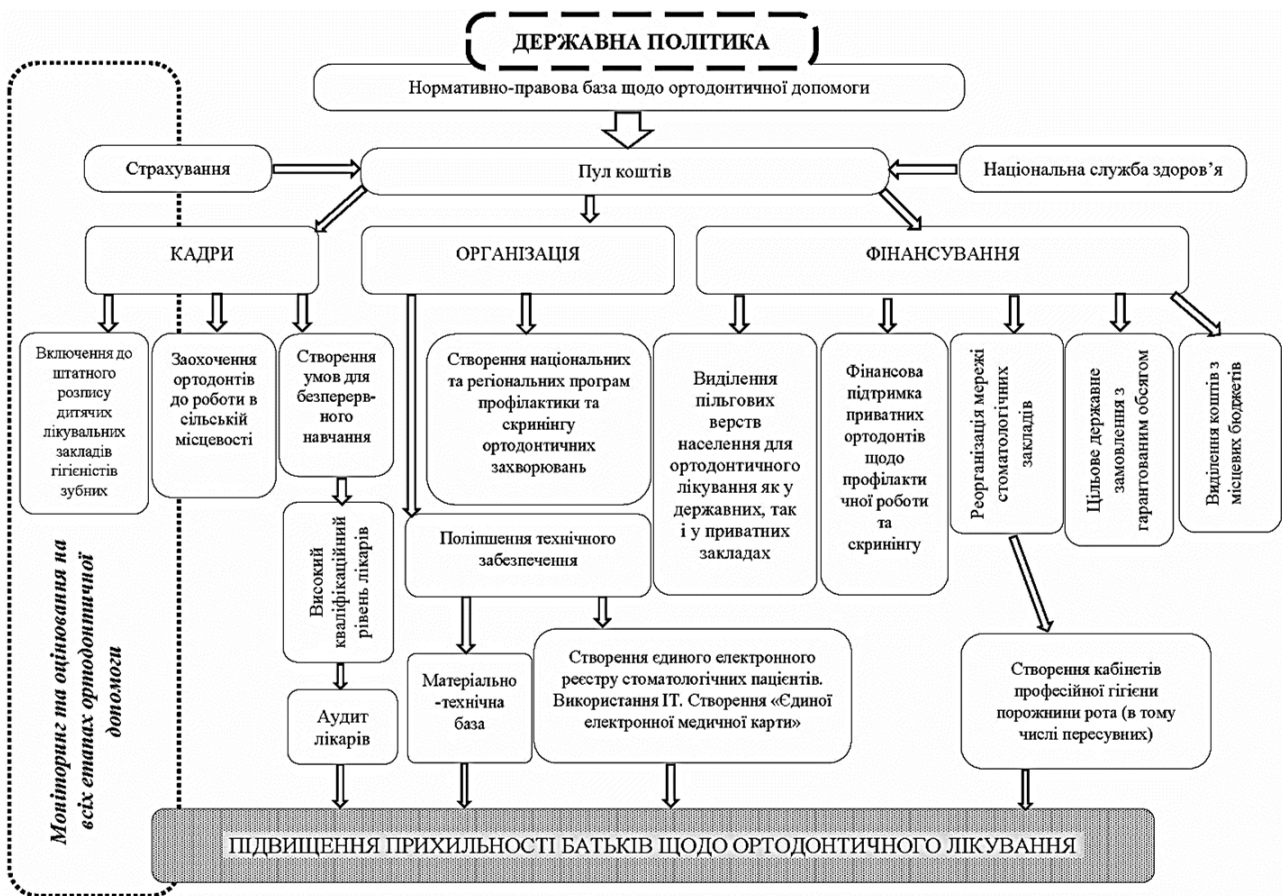 ДЕРЖАВНА ПОЛІТИКА
Нормативно-правова база щодо ортодонтичної допомоги
Страхування
Пул коштів
Національна служба здоров’я
КАДРИ
ОРГАНІЗАЦІЯ
ФІНАНСУВАННЯ
Включення до
штатного
розпису
дитячих
лікувальних
закладів
гігієністів
зубних
Заохочення
ортодонтів
до роботи в
сільській
місцевості
Створення
умов для
безперерв-
ного
навчання
Створення національних
та регіональних програм
профілактики та
скринінгу
ортодонтичних
захворювань
Виділення
пільгових
верств
населення для
ортодонтичного
лікування як у
державних, так
і у приватних
закладах
Фінансова
підтримка
приватних
ортодонтів
щодо
профілакти
чної роботи
та
скринінгу
Реорганізація мережі
стоматологічних
закладів
Цільове державне
замовлення з
гарантованим обсягом
Виділення коштів з
місцевих бюджетів
Високий
кваліфікаційний
рівень лікарів
Поліпшення технічного
забезпечення
Аудит
лікарів
Матеріально
-технічна
база
Створення єдиного електронного
реєстру стоматологічних пацієнтів.
Використання ІТ. Створення «Єдиної
електронної медичної карти»
Створення кабінетів
професійної гігієни
порожнини рота (в тому
числі пересувних)
Моніторинг та оцінювання на
всіх етапах ортодонтичної
допомоги
ПІДВИЩЕННЯ ПРИХИЛЬНОСТІ БАТЬКІВ ЩОДО ОРТОДОНТИЧНОГО ЛІКУВАННЯ